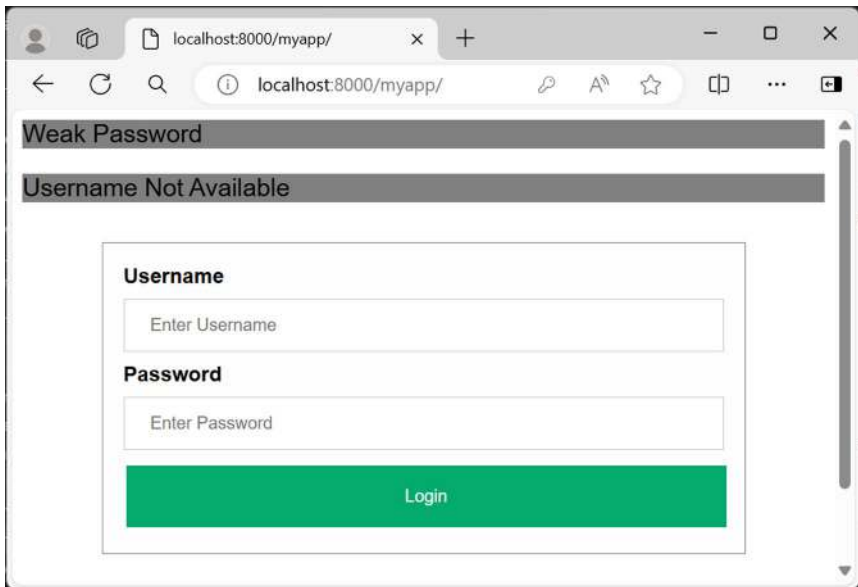 localhost:8000/myapp/
localhost:8000/myapp/
Weak Password
Username Not Available
Username
Enter Username
Password
Enter Password
Login